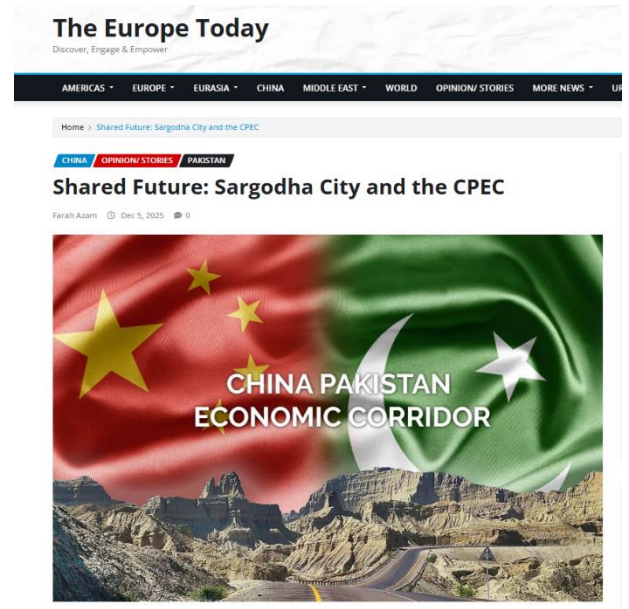 The Europe Today
Discover, Engage & Empower
AMERICAS EUROPE EURASIA CHINA MIDDLE EAST WORLD OPINION/ STORIES MORE NEWS
Home > Shared Future: Sargodha City and the CPEC
CHINA OPINION/ STORIES PAKISTAN
Shared Future: Sargodha City and the CPEC
Farah Azam Dec 5, 2025 0
CHINA PAKISTAN
ECONOMIC CORRIDOR